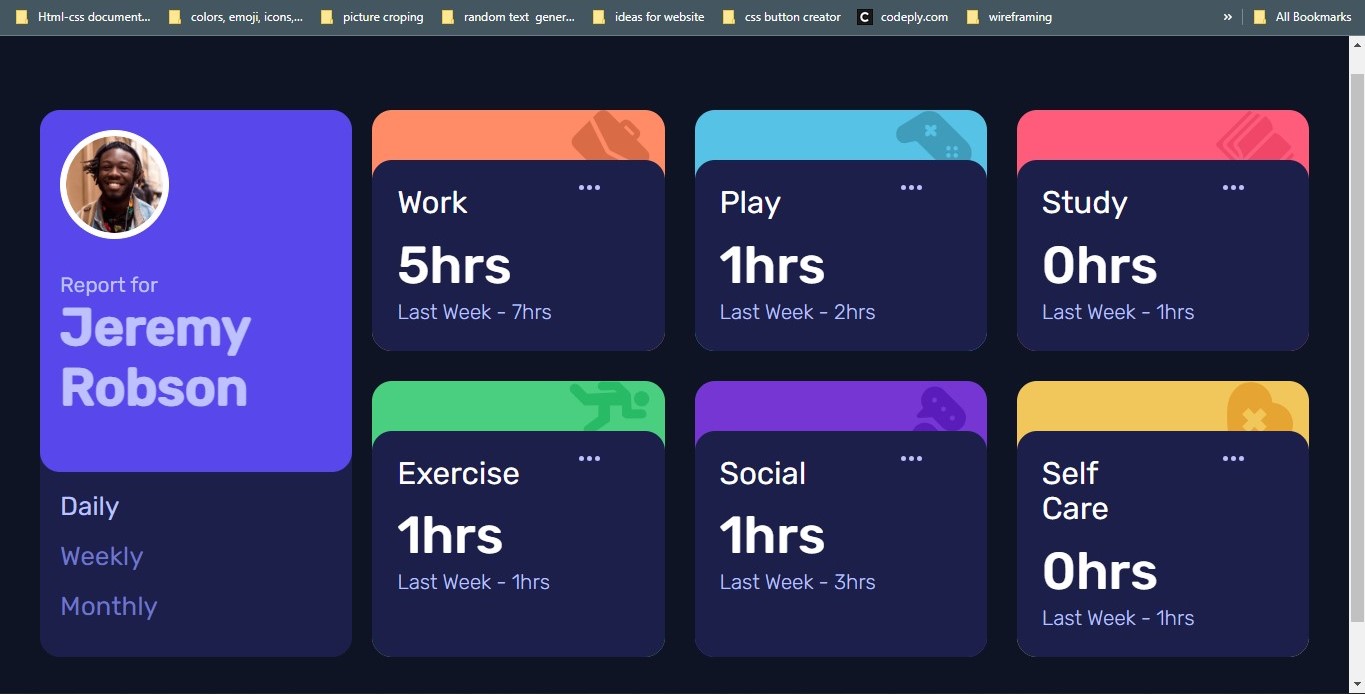 Html-css document...
colors, emoji, icons,...
picture croping
random text gener...
ideas for website
css button creator
C codeply.com
wireframing
» All Bookmarks
Report for
Jeremy
Robson
Daily
Weekly
Monthly
Work
5hrs
Last Week - 7hrs
Play
1hrs
Last Week - 2hrs
Study
0hrs
Last Week - 1hrs
Exercise
1hrs
Last Week - 1hrs
Social
1hrs
Last Week - 3hrs
Self
Care
0hrs
Last Week - 1hrs